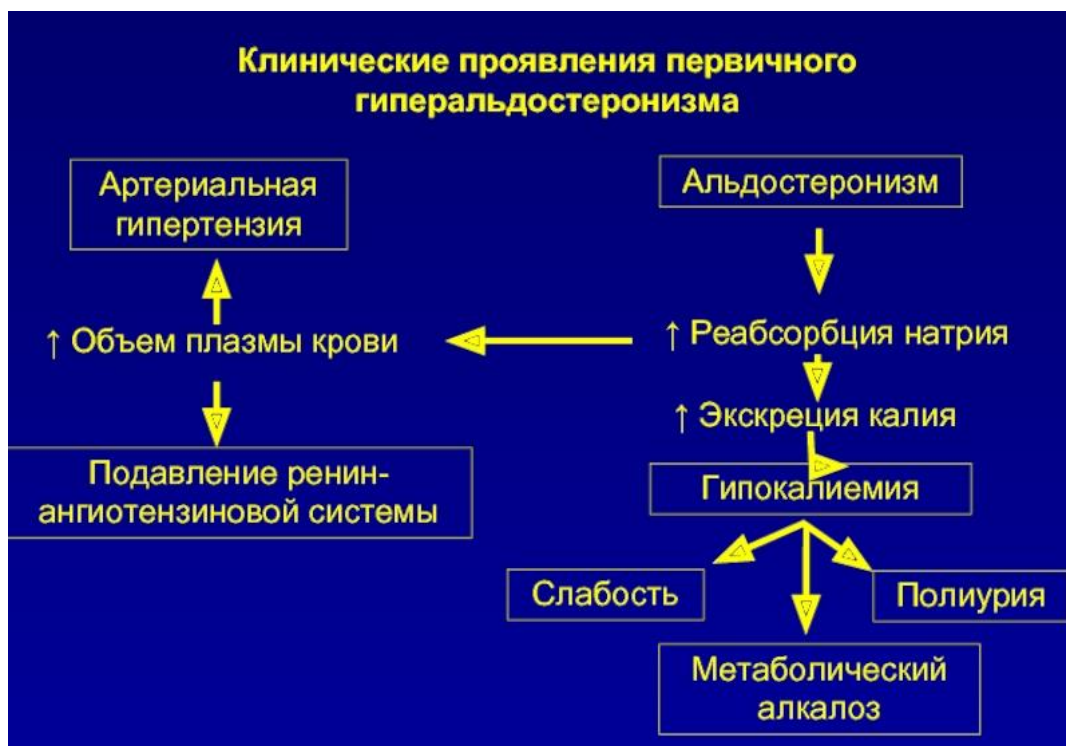 Клинические проявления первичного
гиперальдостеронизма
Артериальная
гипертензия
Альдостеронизм
↑ Объем плазмы крови
↑ Реабсорбция натрия
↑ Экскреция калия
Подавление ренин-
ангиотензиновой системы
Гипокалиемия
Слабость
Полиурия
Метаболический
алкалоз